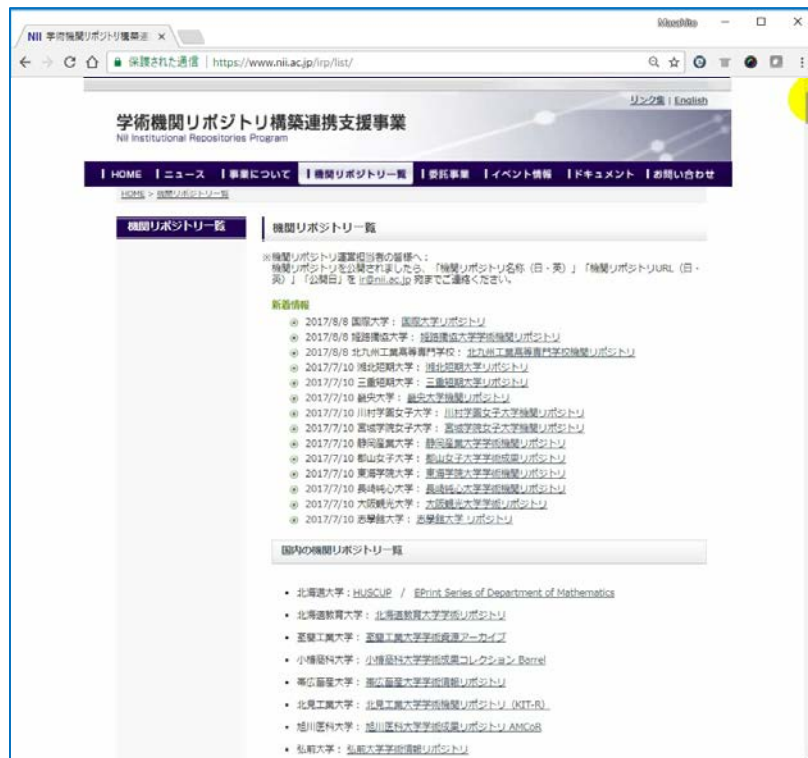 NII 学術機関リポジトリ構築連 ×
保護された通信 | https://www.nii.ac.jp/irp/list/
リンク集 | English
学術機関リポジトリ構築連携支援事業
NII Institutional Repositories Program
HOME | ニュース | 事業について | 機関リポジトリ一覧 | 委託事業 | イベント情報 | ドキュメント | お問い合わせ
HOME > 機関リポジトリ一覧
機関リポジトリ一覧
機関リポジトリ一覧
※機関リポジトリ運営担当者の皆様へ:
機関リポジトリを公開されましたら、「機関リポジトリ名称(日・英)」「機関リポジトリURL(日・
英)」「公開日」を ir@nii.ac.jp 宛までご連絡ください。
新着情報
2017/8/8 国際大学: 国際大学リポジトリ
2017/8/8 姫路獨協大学: 姫路獨協大学学術機関リポジトリ
2017/8/8 北九州工業高等専門学校: 北九州工業高等専門学校機関リポジトリ
2017/7/10 湘北短期大学: 湘北短期大学リポジトリ
2017/7/10 三重短期大学: 三重短期大学リポジトリ
2017/7/10 畿央大学: 畿央大学機関リポジトリ
2017/7/10 川村学園女子大学: 川村学園女子大学機関リポジトリ
2017/7/10 宮城学院女子大学: 宮城学院女子大学機関リポジトリ
2017/7/10 静岡産業大学: 静岡産業大学学術機関リポジトリ
2017/7/10 郡山女子大学: 郡山女子大学学術成果リポジトリ
2017/7/10 東海学院大学: 東海学院大学学術機関リポジトリ
2017/7/10 長崎純心大学: 長崎純心大学学術機関リポジトリ
2017/7/10 大阪観光大学: 大阪観光大学学術リポジトリ
2017/7/10 志學館大学: 志學館大学 リポジトリ
国内の機関リポジトリ一覧
北海道大学: HUSCUP / EPrint Series of Department of Mathematics
北海道教育大学: 北海道教育大学学術リポジトリ
室蘭工業大学: 室蘭工業大学学術資源アーカイブ
小樽商科大学: 小樽商科大学学術成果コレクション Barrel
帯広畜産大学: 帯広畜産大学学術情報リポジトリ
北見工業大学: 北見工業大学学術機関リポジトリ (KIT-R)
旭川医科大学: 旭川医科大学学術成果リポジトリ AMCoR
弘前大学: 弘前大学学術情報リポジトリ